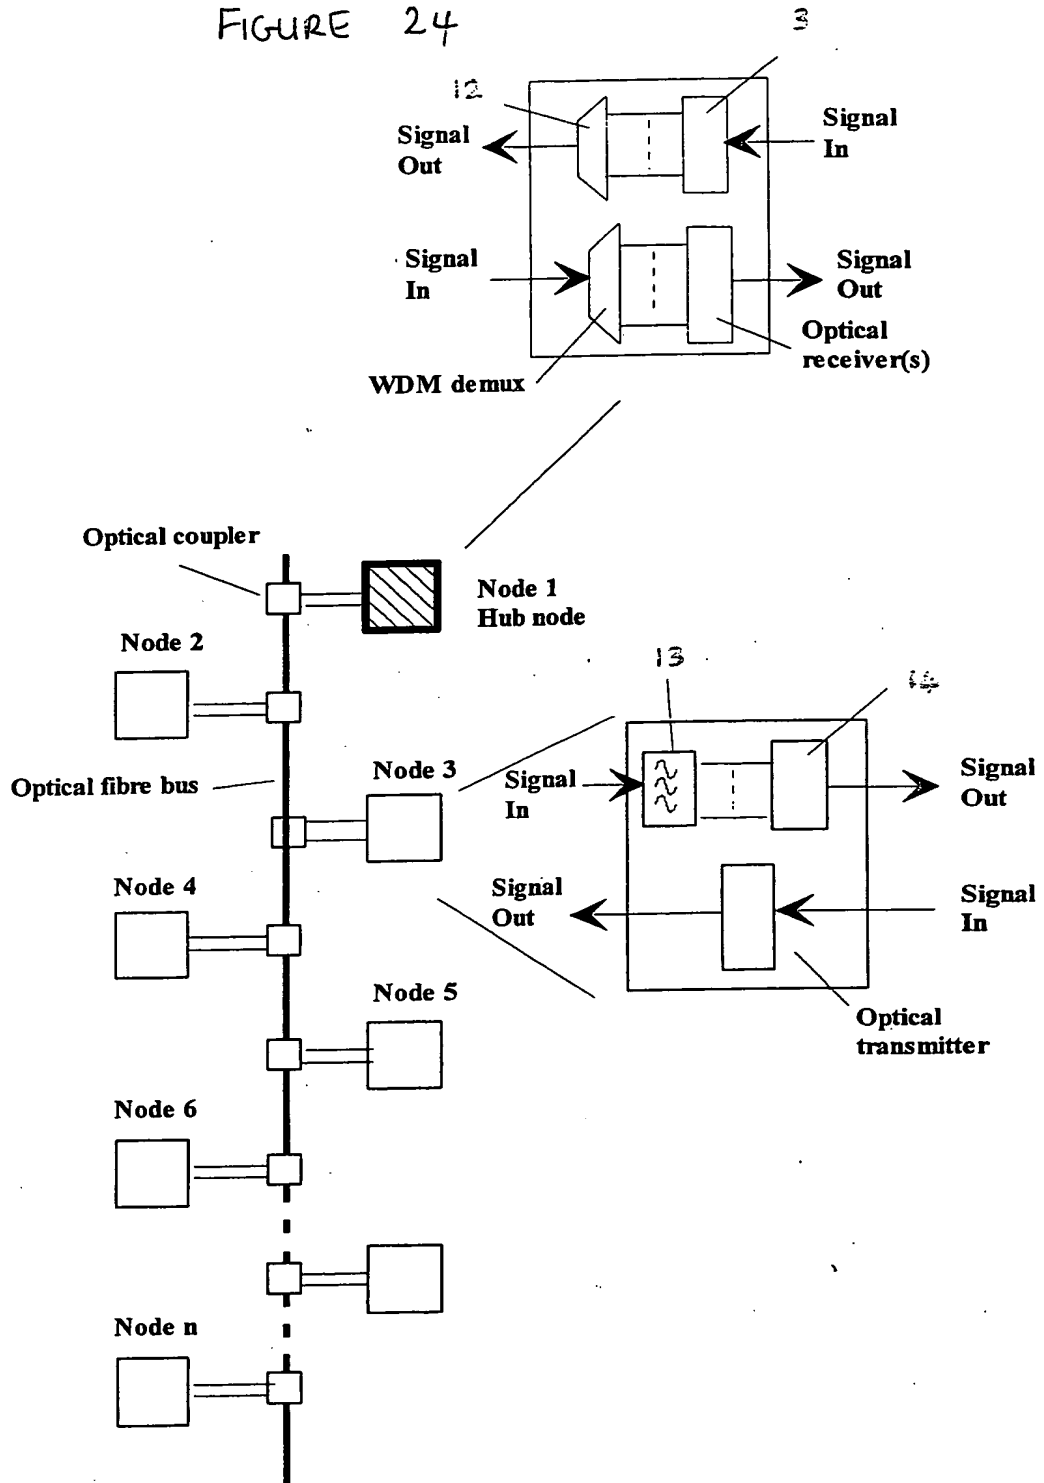 FIGURE 24
3
12
Signal
Out
Signal
In
Signal
In
Signal
Out
Optical
receiver(s)
WDM demux
Optical coupler
Node 1
Hub node
Node 2
13
14
Optical fibre bus
Node 3
Signal
In
Signal
Out
Node 4
Signal
Out
Signal
In
Node 5
Optical
transmitter
Node 6
Node n